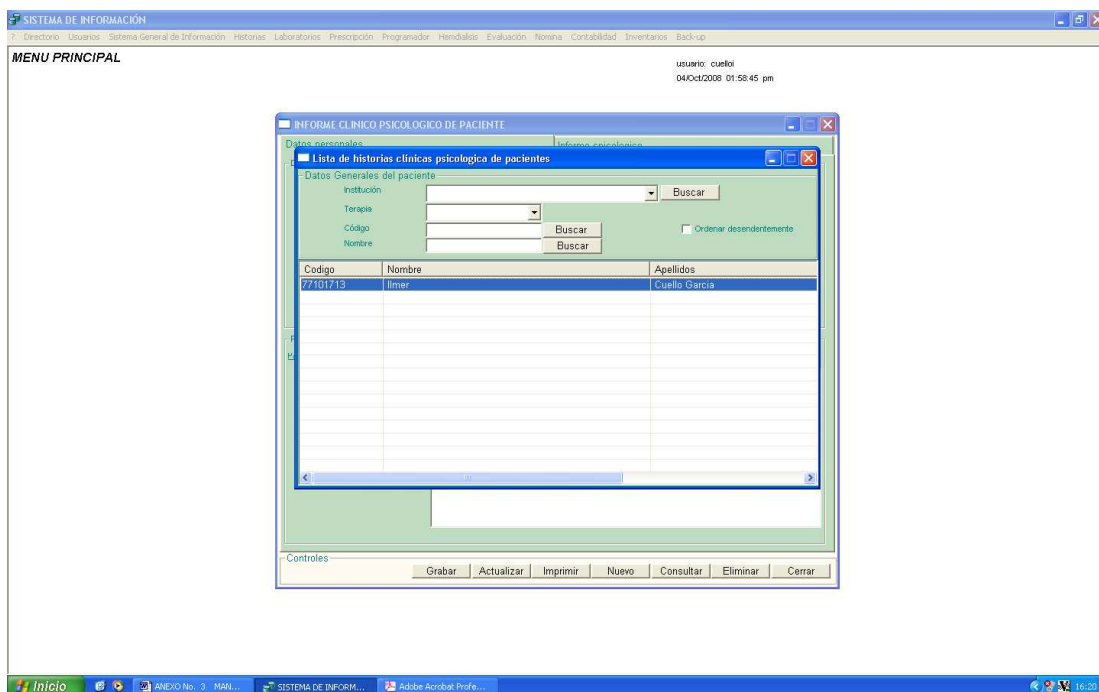 SISTEMA DE INFORMACIÓN
? Directorio Usuarios Sistema General de Información Historias Laboratorios Prescripción Programador Hemdialisis Evaluación Nomina Contabilidad Inventarios Back-up
MENU PRINCIPAL
usuario: cuelloi
04/Oct/2008 01:58:45 pm
INFORME CLINICO PSICOLOGICO DE PACIENTE
Datos personales Informe psicologico
Lista de historias clinicas psicologica de pacientes
Datos Generales del paciente
Institución Buscar
Terapia
Código Buscar Ordenar desendentemente
Nombre Buscar
Codigo Nombre Apellidos
77101713 Ilmer Cuello Garcia
Controles
Grabar Actualizar Imprimir Nuevo Consultar Eliminar Cerrar
Inicio ANEXO No. 3 MAN... SISTEMA DE INFORM... Adobe Acrobat Profe... 16:20